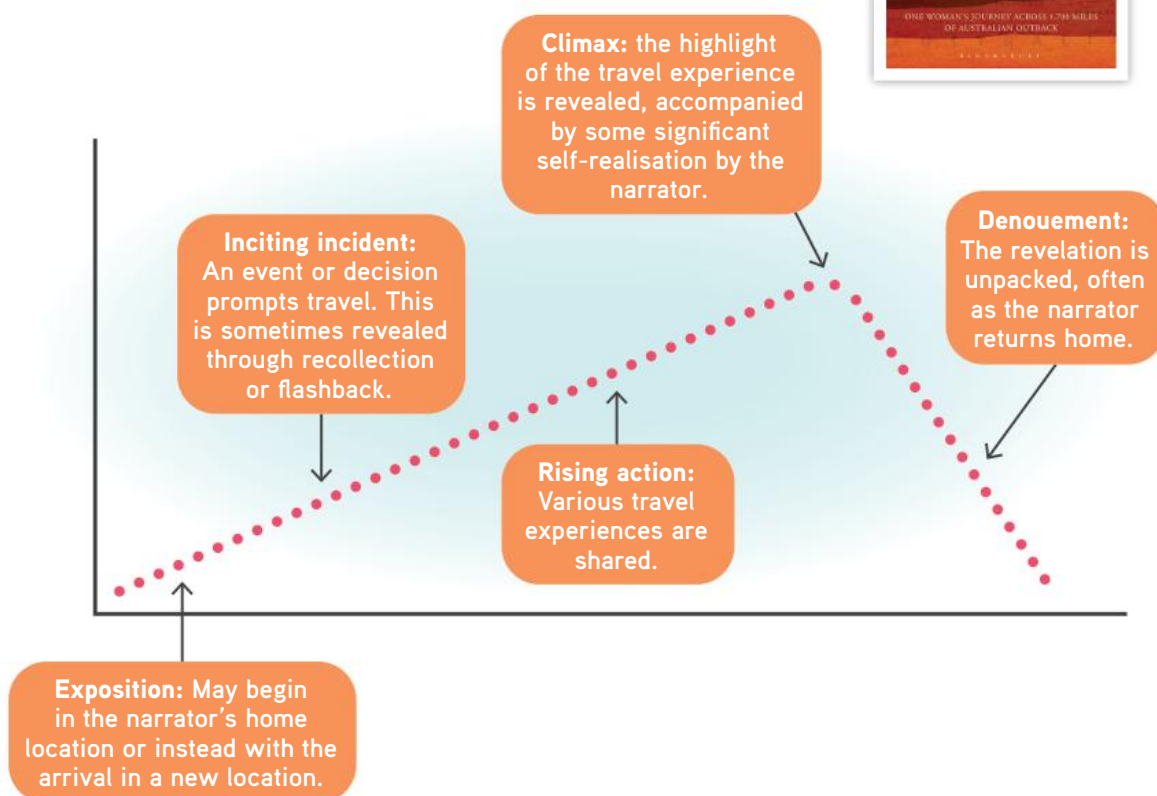 ONE WOMAN'S JOURNEY ACROSS 1,700 MILES
OF AUSTRALIAN OUTBACK
BLOOMSBURY
Climax: the highlight
of the travel experience
is revealed, accompanied
by some significant
self-realisation by the
narrator.
Inciting incident:
An event or decision
prompts travel. This
is sometimes revealed
through recollection
or flashback.
Denouement:
The revelation is
unpacked, often
as the narrator
returns home.
Rising action:
Various travel
experiences are
shared.
Exposition: May begin
in the narrator's home
location or instead with the
arrival in a new location.